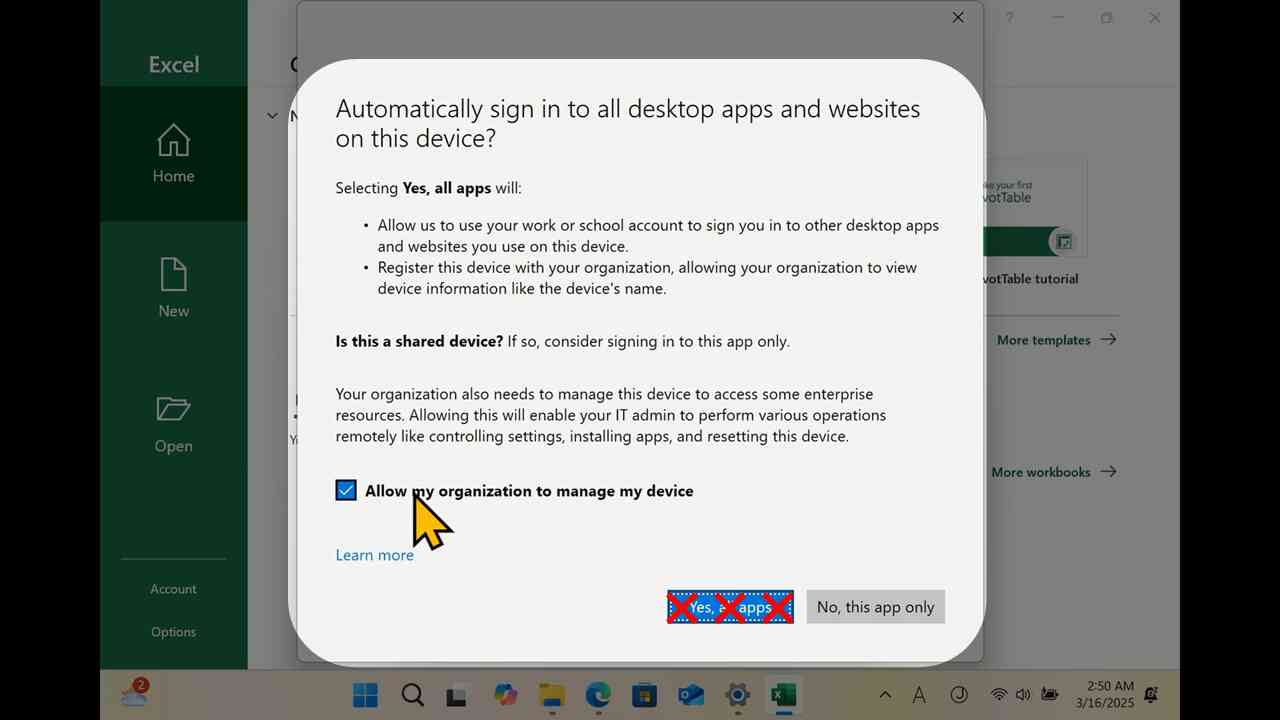 Excel
Home
New
Open
Account
Options
?
Automatically sign in to all desktop apps and websites
on this device?
Selecting Yes, all apps will:
• Allow us to use your work or school account to sign you in to other desktop apps
and websites you use on this device.
• Register this device with your organization, allowing your organization to view
device information like the device's name.
Is this a shared device? If so, consider signing in to this app only.
Your organization also needs to manage this device to access some enterprise
resources. Allowing this will enable your IT admin to perform various operations
remotely like controlling settings, installing apps, and resetting this device.
Allow my organization to manage my device
Learn more
Yes, all apps
No, this app only
ke your first
votTable
votTable tutorial
More templates
More workbooks
2
2:50 AM
3/16/2025